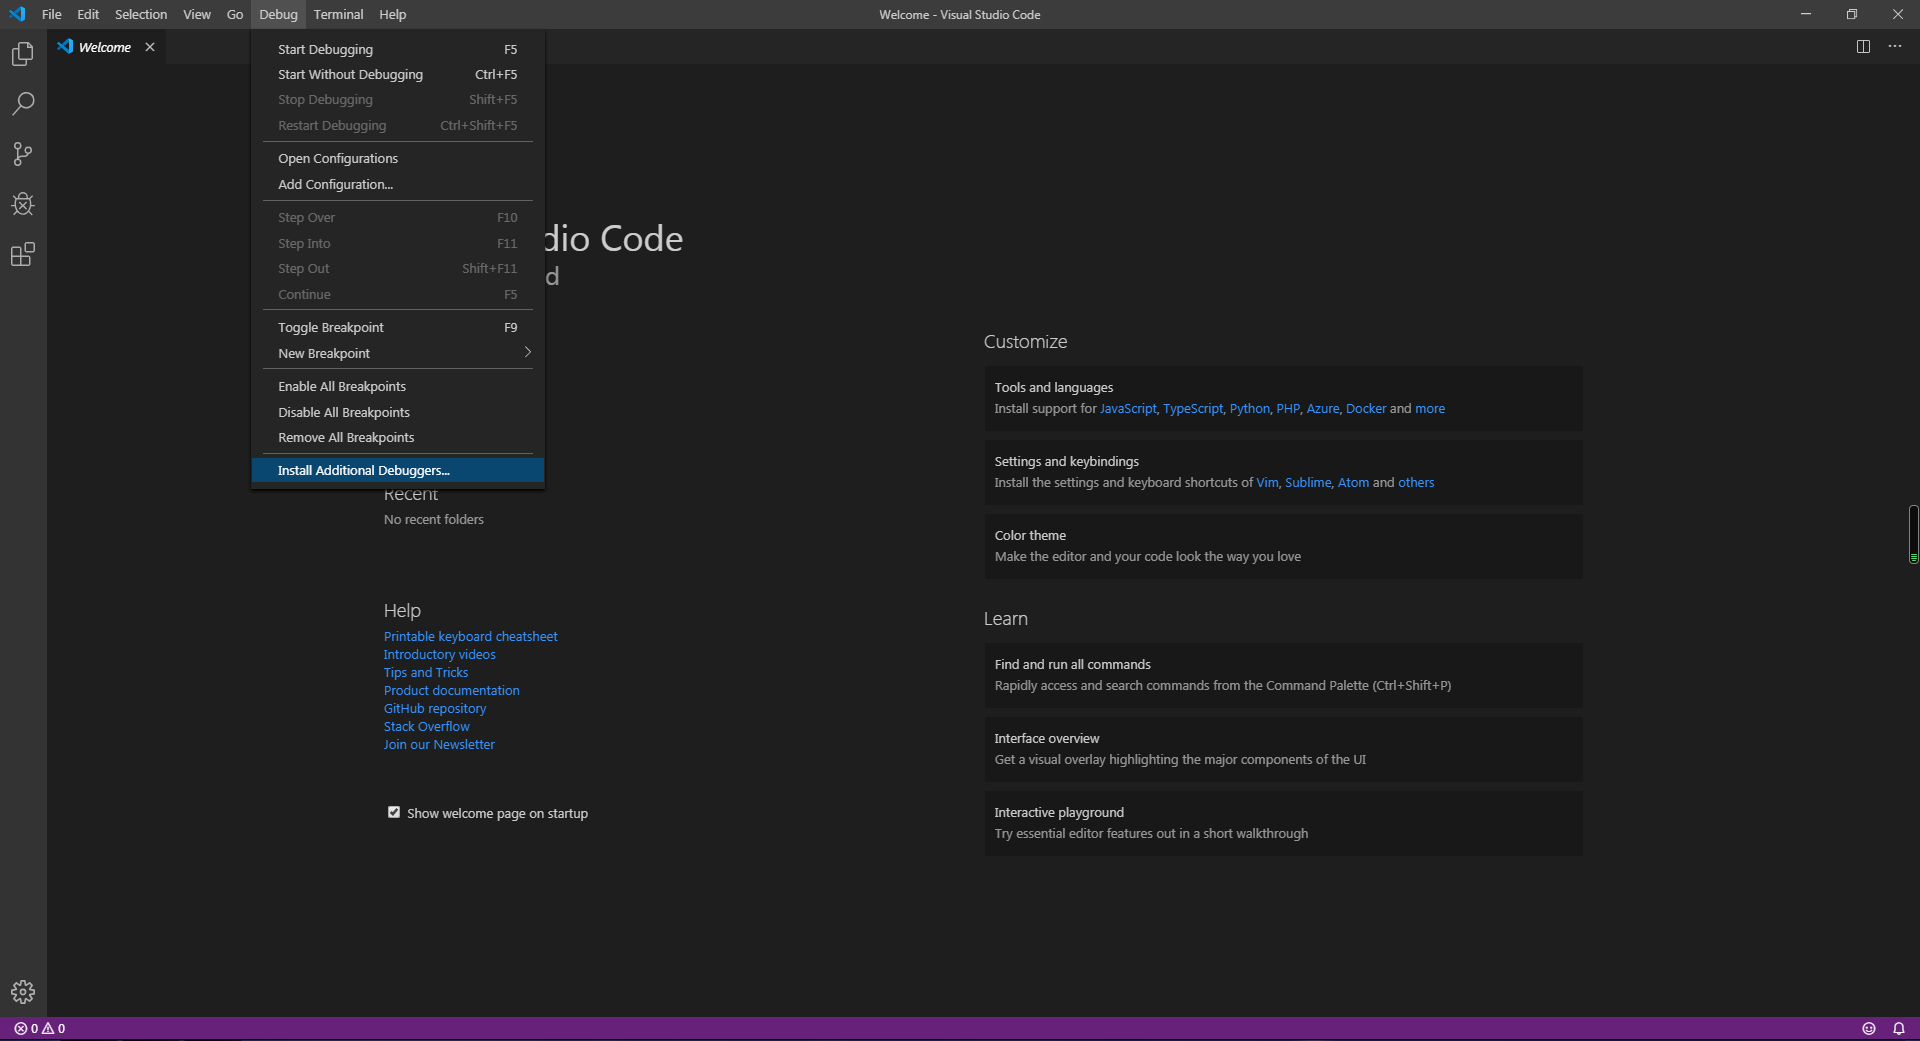 File Edit Selection View Go Debug Terminal Help
Welcome - Visual Studio Code
Welcome
Start Debugging F5
Start Without Debugging Ctrl+F5
Stop Debugging Shift+F5
Restart Debugging Ctrl+Shift+F5
Open Configurations
Add Configuration...
Step Over F10
Step Into F11
Step Out Shift+F11
Continue F5
Toggle Breakpoint F9
New Breakpoint
Enable All Breakpoints
Disable All Breakpoints
Remove All Breakpoints
Install Additional Debuggers...
dio Code
d
Recent
No recent folders
Help
Printable keyboard cheatsheet
Introductory videos
Tips and Tricks
Product documentation
GitHub repository
Stack Overflow
Join our Newsletter
Show welcome page on startup
Customize
Tools and languages
Install support for JavaScript, TypeScript, Python, PHP, Azure, Docker and more
Settings and keybindings
Install the settings and keyboard shortcuts of Vim, Sublime, Atom and others
Color theme
Make the editor and your code look the way you love
Learn
Find and run all commands
Rapidly access and search commands from the Command Palette (Ctrl+Shift+P)
Interface overview
Get a visual overlay highlighting the major components of the UI
Interactive playground
Try essential editor features out in a short walkthrough
0 0